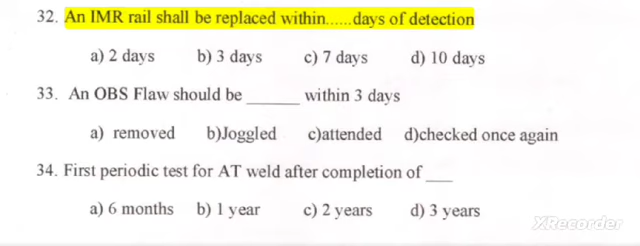 32. An IMR rail shall be replaced within......days of detection
a) 2 days b) 3 days c) 7 days d) 10 days
33. An OBS Flaw should be ______ within 3 days
a) removed b)Joggled c)attended d)checked once again
34. First periodic test for AT weld after completion of ___
a) 6 months b) 1 year c) 2 years d) 3 years
XRecorder